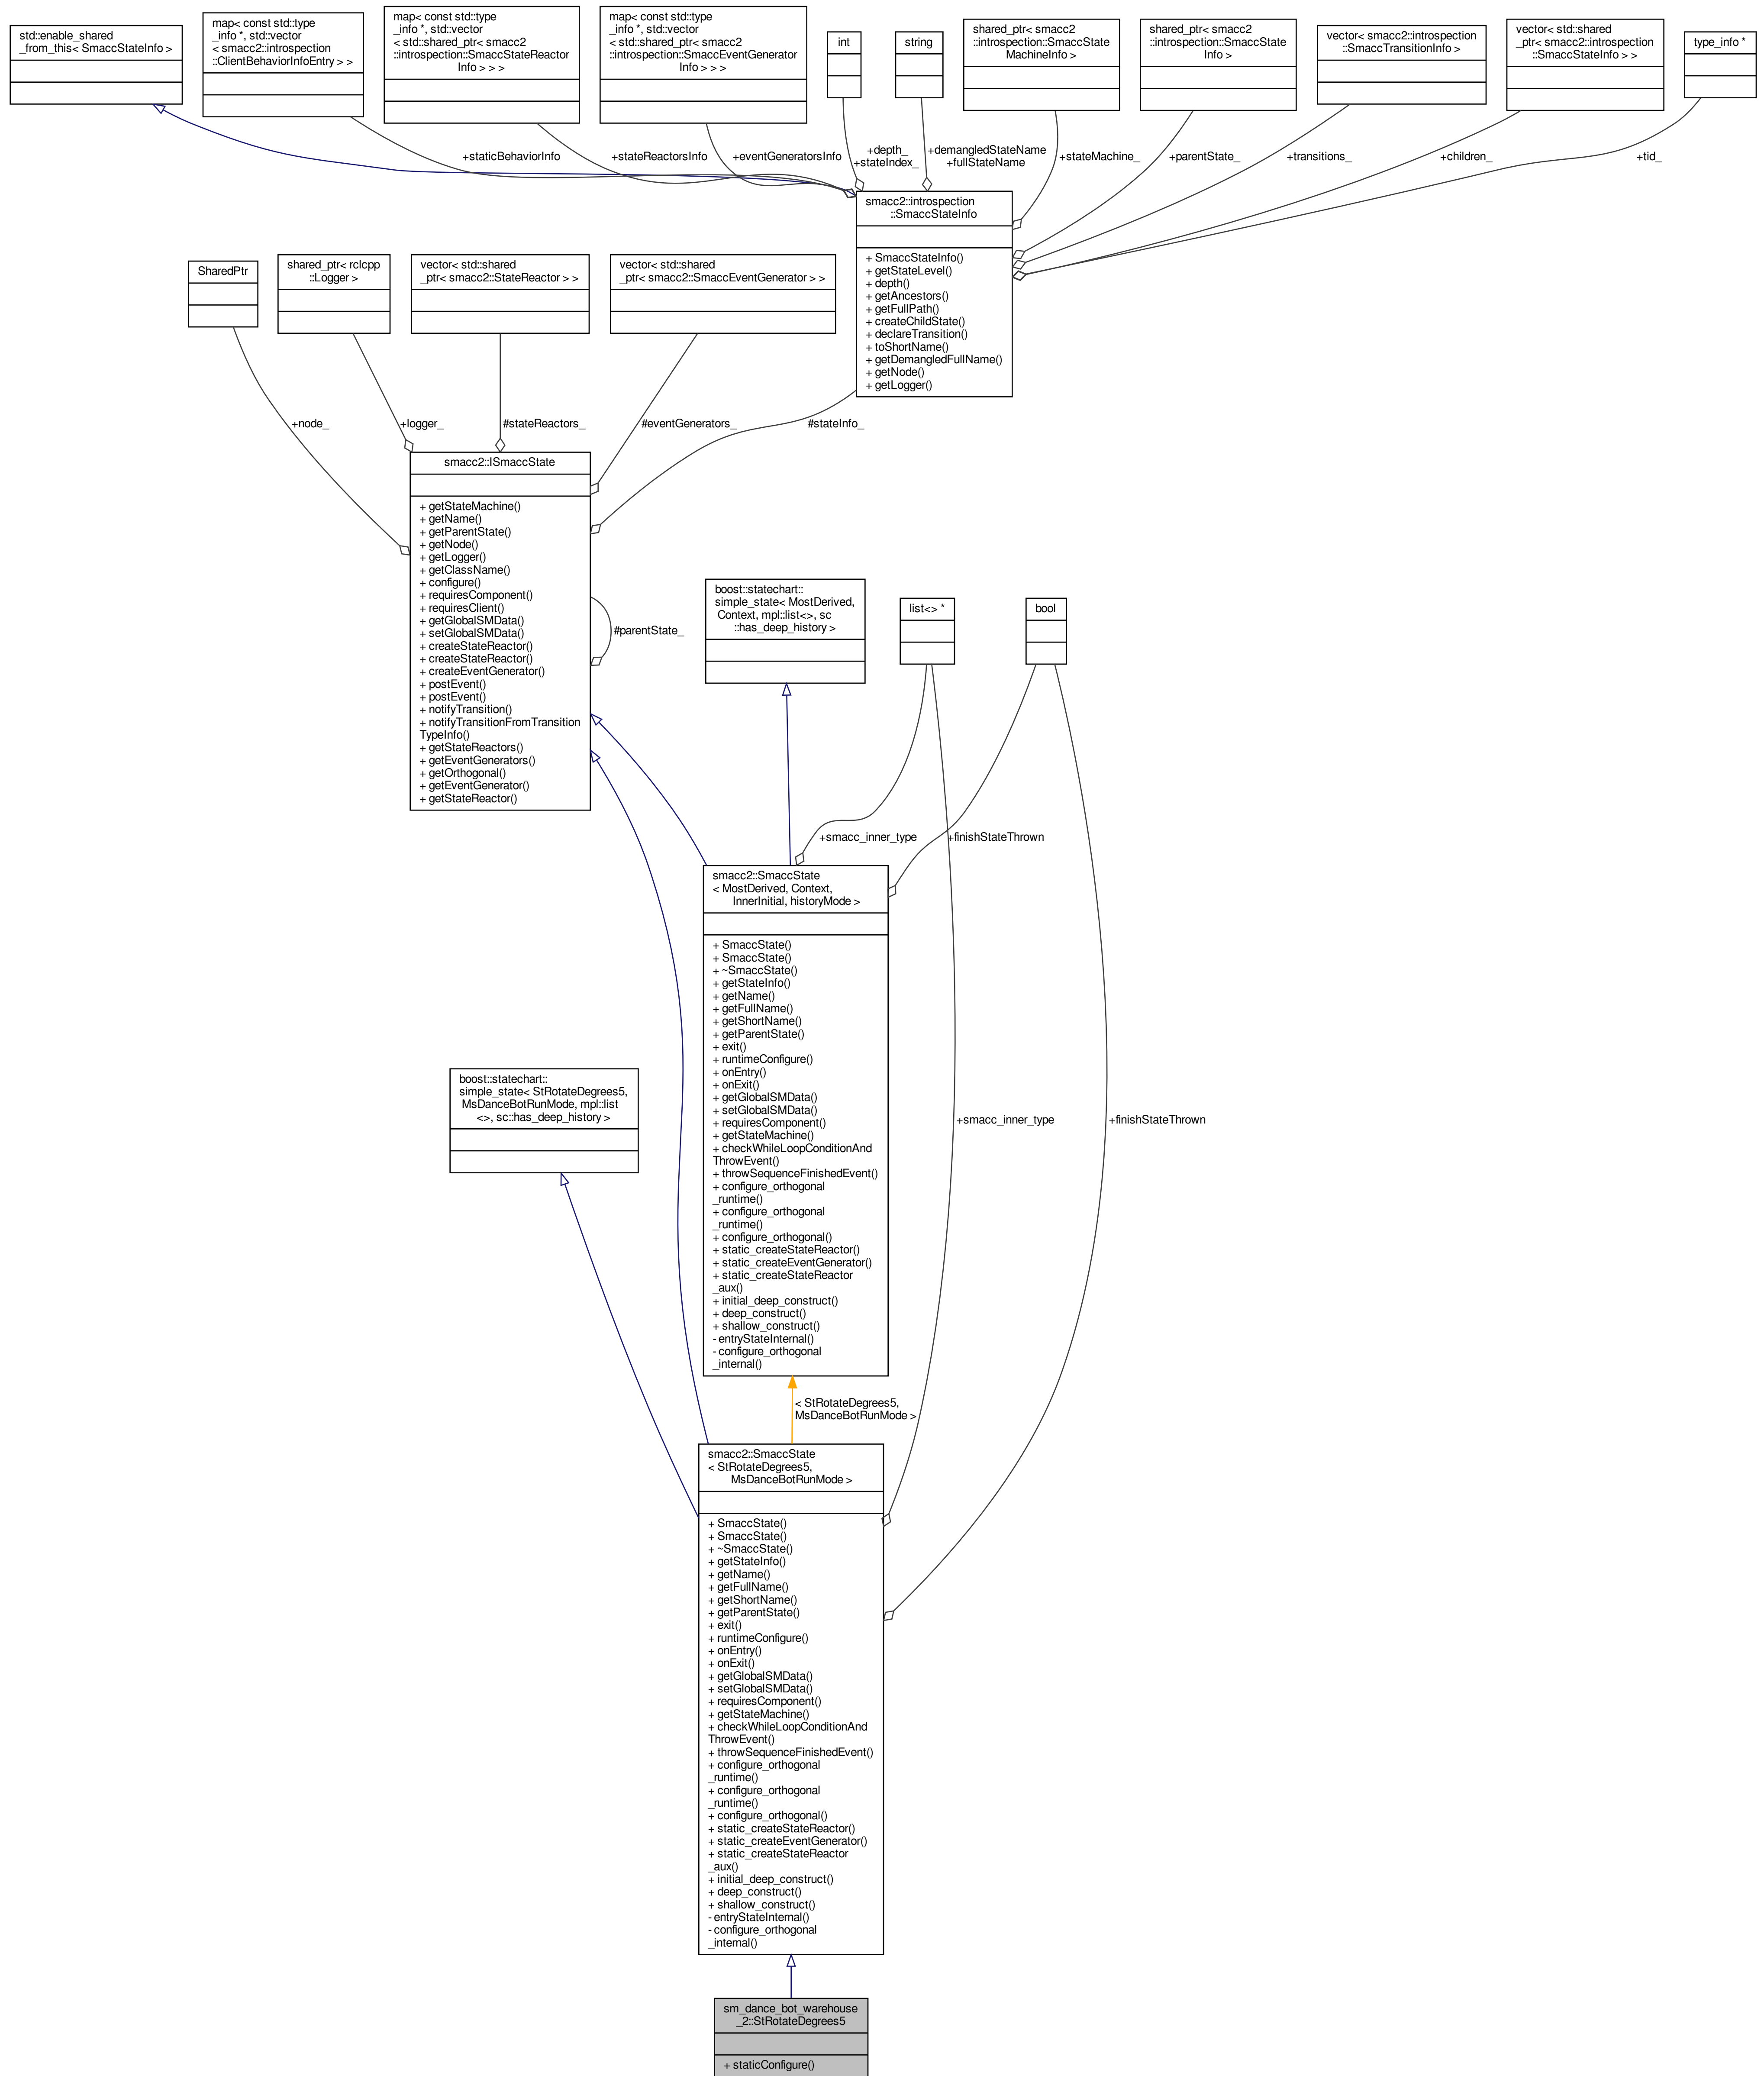 std::enable_shared
_from_this< SmaccStateInfo >
map< const std::type
_info *, std::vector
< smacc2::introspection
::ClientBehaviorInfoEntry > >
map< const std::type
_info *, std::vector
< std::shared_ptr< smacc2
::introspection::SmaccStateReactor
Info > > >
map< const std::type
_info *, std::vector
< std::shared_ptr< smacc2
::introspection::SmaccEventGenerator
Info > > >
int
string
shared_ptr< smacc2
::introspection::SmaccState
MachineInfo >
shared_ptr< smacc2
::introspection::SmaccState
Info >
vector< smacc2::introspection
::SmaccTransitionInfo >
vector< std::shared
_ptr< smacc2::introspection
::SmaccStateInfo > >
type_info *
+staticBehaviorInfo
+stateReactorsInfo
+eventGeneratorsInfo
+depth_
+stateIndex_
+demangledStateName
+fullStateName
+stateMachine_
+parentState_
+transitions_
+children_
+tid_
smacc2::introspection
::SmaccStateInfo
+ SmaccStateInfo()
+ getStateLevel()
+ depth()
+ getAncestors()
+ getFullPath()
+ createChildState()
+ declareTransition()
+ toShortName()
+ getDemangledFullName()
+ getNode()
+ getLogger()
SharedPtr
shared_ptr< rclcpp
::Logger >
vector< std::shared
_ptr< smacc2::StateReactor > >
vector< std::shared
_ptr< smacc2::SmaccEventGenerator > >
+node_
+logger_
#stateReactors_
#eventGenerators_
#stateInfo_
smacc2::ISmaccState
+ getStateMachine()
+ getName()
+ getParentState()
+ getNode()
+ getLogger()
+ getClassName()
+ configure()
+ requiresComponent()
+ requiresClient()
+ getGlobalSMData()
+ setGlobalSMData()
+ createStateReactor()
+ createStateReactor()
+ createEventGenerator()
+ postEvent()
+ postEvent()
+ notifyTransition()
+ notifyTransitionFromTransition
TypeInfo()
+ getStateReactors()
+ getEventGenerators()
+ getOrthogonal()
+ getEventGenerator()
+ getStateReactor()
#parentState_
boost::statechart::
simple_state< MostDerived,
Context, mpl::list<>, sc
::has_deep_history >
list<> *
bool
+smacc_inner_type
+finishStateThrown
smacc2::SmaccState
< MostDerived, Context,
InnerInitial, historyMode >
+ SmaccState()
+ SmaccState()
+ ~SmaccState()
+ getStateInfo()
+ getName()
+ getFullName()
+ getShortName()
+ getParentState()
+ exit()
+ runtimeConfigure()
+ onEntry()
+ onExit()
+ getGlobalSMData()
+ setGlobalSMData()
+ requiresComponent()
+ getStateMachine()
+ checkWhileLoopConditionAnd
ThrowEvent()
+ throwSequenceFinishedEvent()
+ configure_orthogonal
_runtime()
+ configure_orthogonal
_runtime()
+ configure_orthogonal()
+ static_createStateReactor()
+ static_createEventGenerator()
+ static_createStateReactor
_aux()
+ initial_deep_construct()
+ deep_construct()
+ shallow_construct()
- entryStateInternal()
- configure_orthogonal
_internal()
boost::statechart::
simple_state< StRotateDegrees5,
MsDanceBotRunMode, mpl::list
<>, sc::has_deep_history >
+smacc_inner_type
+finishStateThrown
< StRotateDegrees5,
MsDanceBotRunMode >
smacc2::SmaccState
< StRotateDegrees5,
MsDanceBotRunMode >
+ SmaccState()
+ SmaccState()
+ ~SmaccState()
+ getStateInfo()
+ getName()
+ getFullName()
+ getShortName()
+ getParentState()
+ exit()
+ runtimeConfigure()
+ onEntry()
+ onExit()
+ getGlobalSMData()
+ setGlobalSMData()
+ requiresComponent()
+ getStateMachine()
+ checkWhileLoopConditionAnd
ThrowEvent()
+ throwSequenceFinishedEvent()
+ configure_orthogonal
_runtime()
+ configure_orthogonal
_runtime()
+ configure_orthogonal()
+ static_createStateReactor()
+ static_createEventGenerator()
+ static_createStateReactor
_aux()
+ initial_deep_construct()
+ deep_construct()
+ shallow_construct()
- entryStateInternal()
- configure_orthogonal
_internal()
sm_dance_bot_warehouse
_2::StRotateDegrees5
+ staticConfigure()